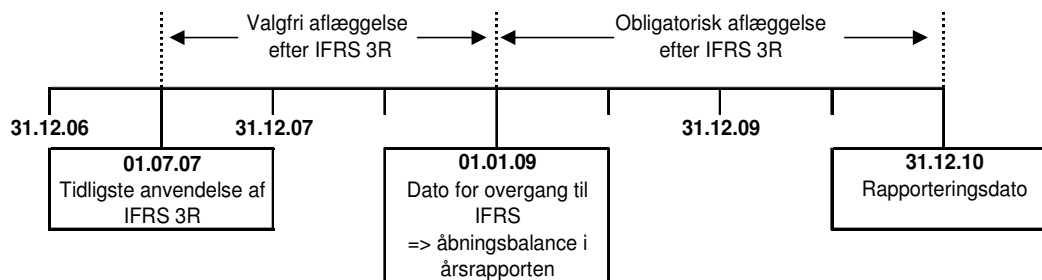 Valgfri aflæggelse
efter IFRS 3R
Obligatorisk aflæggelse
efter IFRS 3R
31.12.06
31.12.07
31.12.09
01.07.07
Tidligste anvendelse af
IFRS 3R
01.01.09
Dato for overgang til
IFRS
=> åbningsbalance i
årsrapporten
31.12.10
Rapporteringsdato